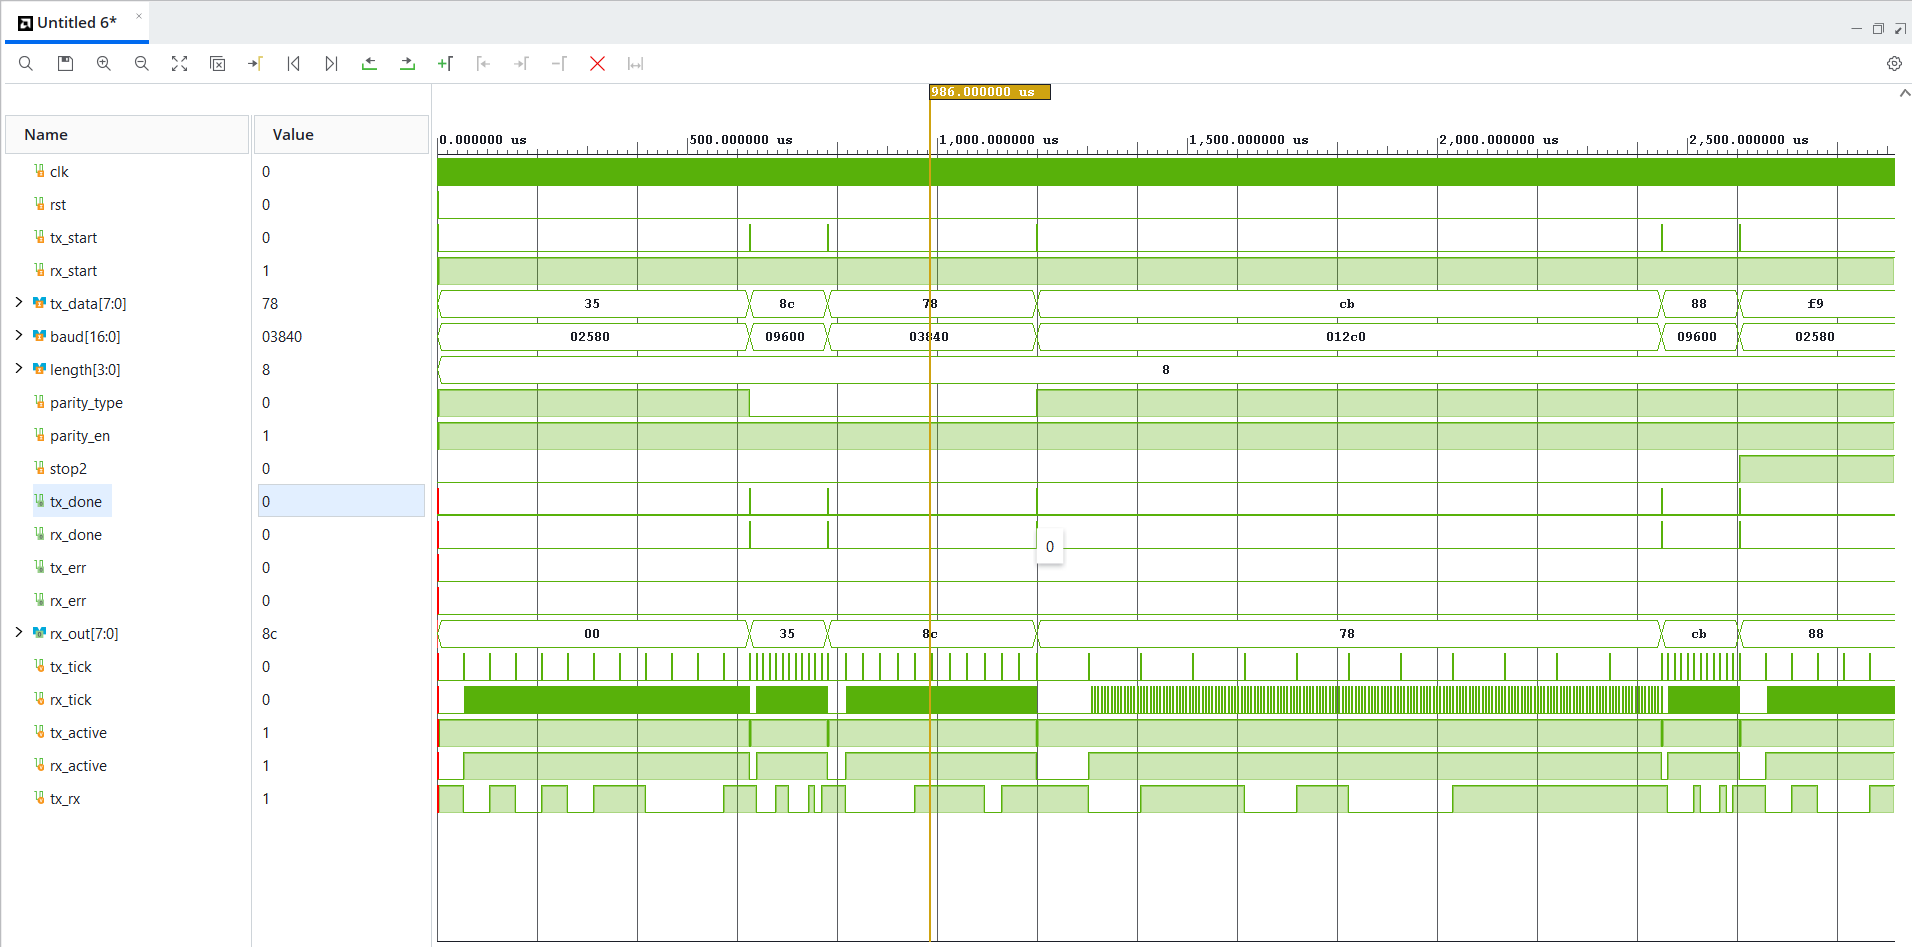 Untitled 6*
986.000000 us
Name Value
0.000000 us 500.000000 us 1,000.000000 us 1,500.000000 us 2,000.000000 us 2,500.000000 us
clk 0
rst 0
tx_start 0
rx_start 1
tx_data[7:0] 78 35 8c 78 cb 88 f9
baud[16:0] 03840 02580 09600 03840 012c0 09600 02580
length[3:0] 8 8
parity_type 0
parity_en 1
stop2 0
tx_done 0
rx_done 0
0
tx_err 0
rx_err 0
rx_out[7:0] 8c 00 35 8c 78 cb 88
tx_tick 0
rx_tick 0
tx_active 1
rx_active 1
tx_rx 1